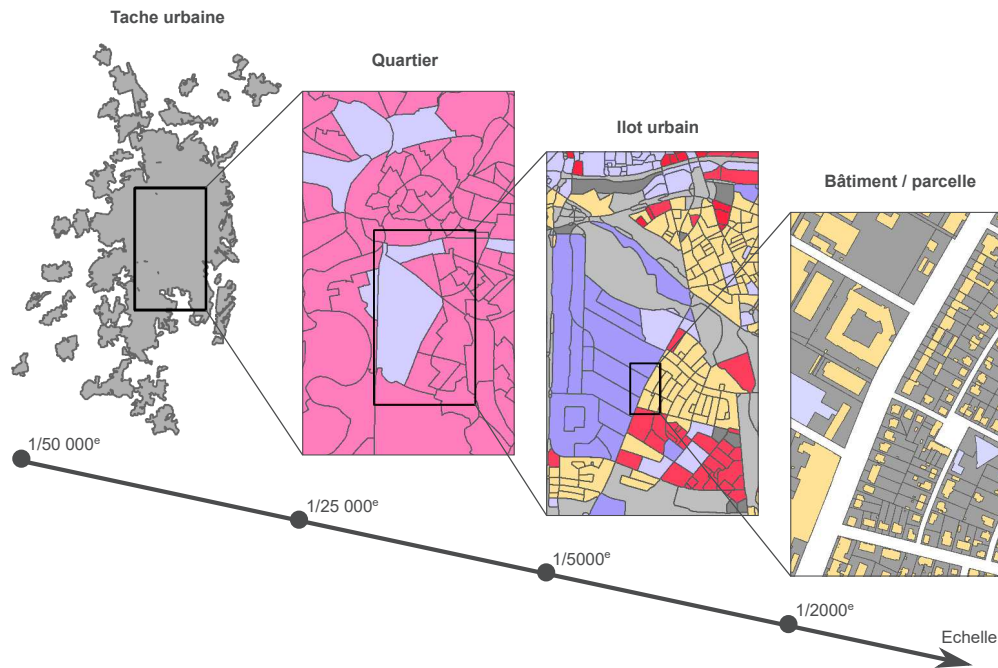 Tache urbaine
Quartier
Ilot urbain
Bâtiment / parcelle
1/50 000ᵉ
1/25 000ᵉ
1/5000ᵉ
1/2000ᵉ
Echelle